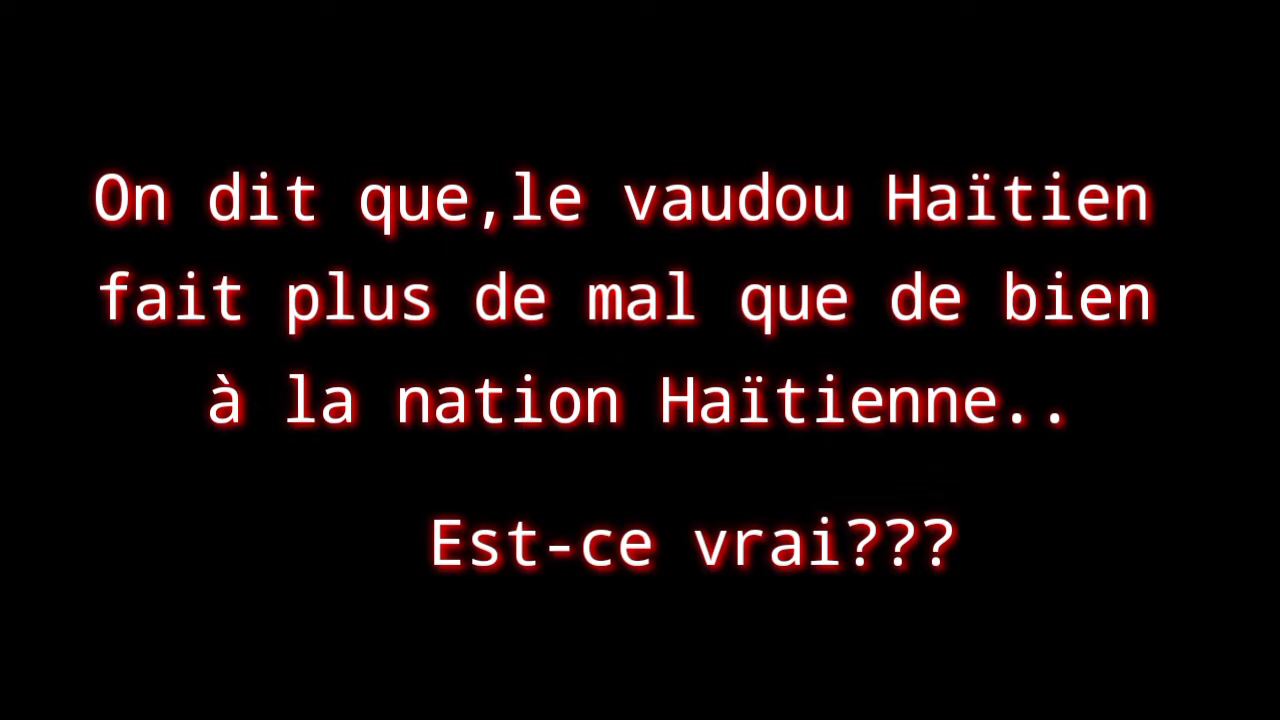 On dit que,le vaudou Haïtien
fait plus de mal que de bien
à la nation Haïtienne..
Est-ce vrai???